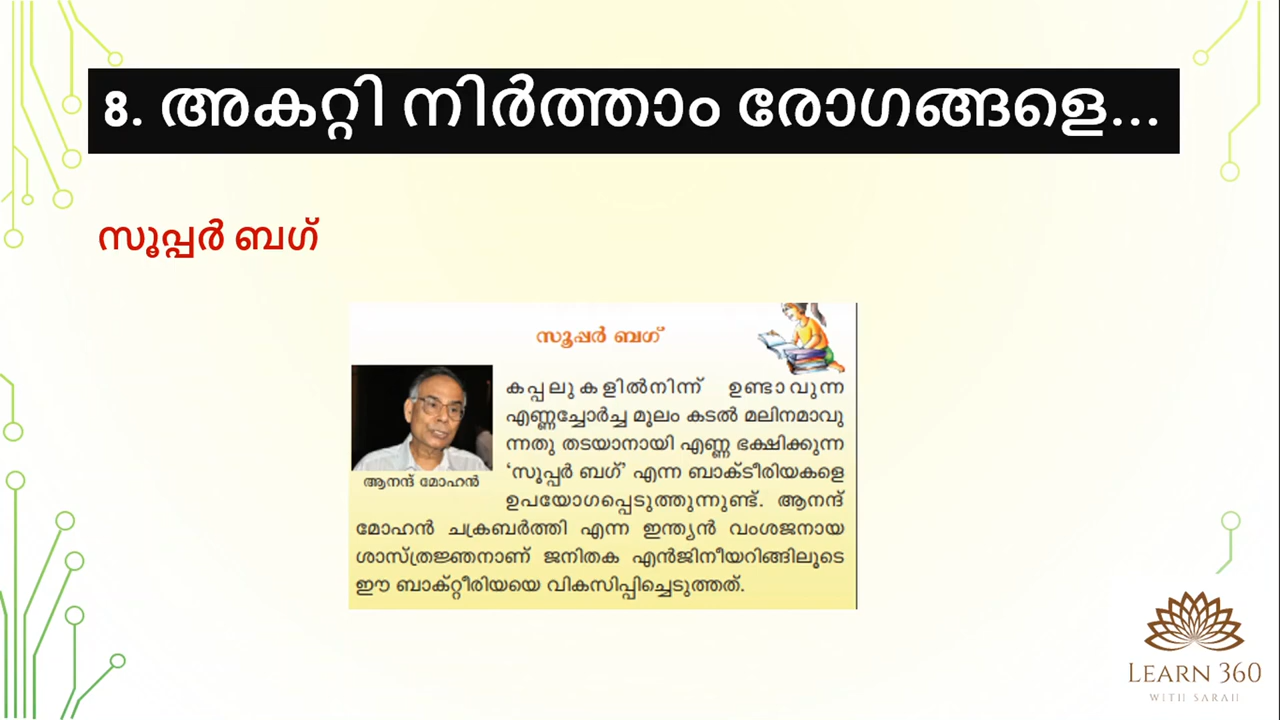 8. അകറ്റി നിർത്താം രോഗങ്ങളെ...
സൂപ്പർ ബഗ്
സൂപ്പർ ബഗ്
കപ്പലുകളിൽനിന്ന് ഉണ്ടാവുന്ന
എണ്ണച്ചോർച്ച മൂലം കടൽ മലിനമാവു
ന്നതു തടയാനായി എണ്ണ ഭക്ഷിക്കുന്ന
‘സൂപ്പർ ബഗ്’ എന്ന ബാക്ടീരിയകളെ
ഉപയോഗപ്പെടുത്തുന്നുണ്ട്. ആനന്ദ്
ആനന്ദ് മോഹൻ
മോഹൻ ചക്രബർത്തി എന്ന ഇന്ത്യൻ വംശജനായ
ശാസ്ത്രജ്ഞനാണ് ജനിതക എൻജിനീയറിങ്ങിലൂടെ
ഈ ബാക്റ്റീരിയയെ വികസിപ്പിച്ചെടുത്തത്.
LEARN 360
WITH SARAH